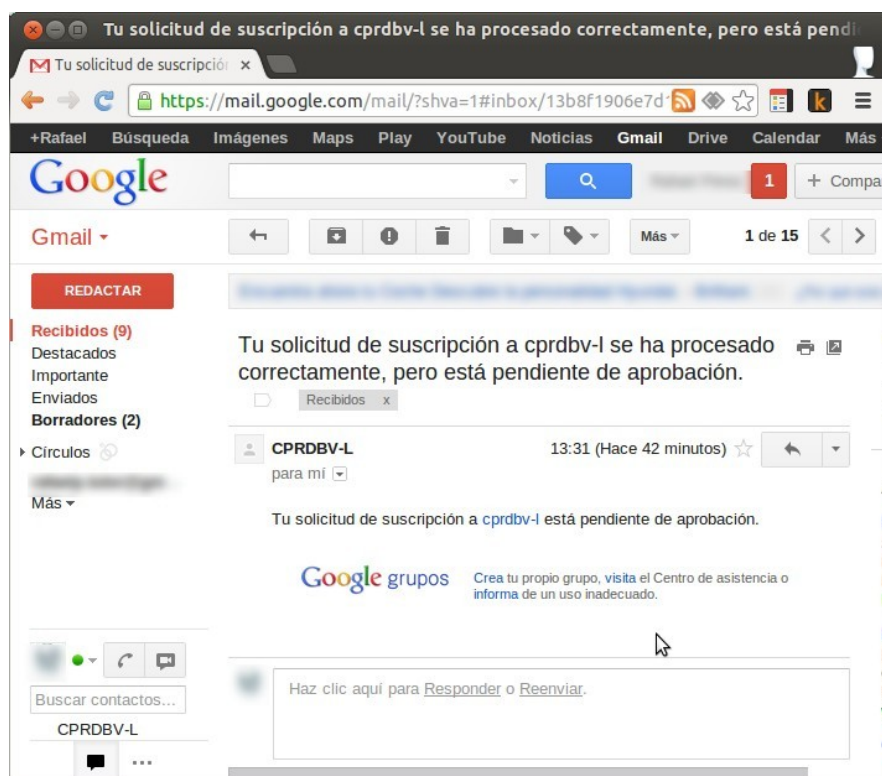 Tu solicitud de suscripción a cprdbv-l se ha procesado correctamente, pero está pendi
Tu solicitud de suscripción x
https://mail.google.com/mail/?shva=1#inbox/13b8f1906e7d1
+Rafael Búsqueda Imágenes Maps Play YouTube Noticias Gmail Drive Calendar Más
Google 1 + Compa
Gmail Más 1 de 15
REDACTAR
Recibidos (9)
Destacados
Importante
Enviados
Borradores (2)
Círculos
Más
Tu solicitud de suscripción a cprdbv-l se ha procesado
correctamente, pero está pendiente de aprobación.
Recibidos x
CPRDBV-L 13:31 (Hace 42 minutos)
para mí
Tu solicitud de suscripción a cprdbv-l está pendiente de aprobación.
Google grupos
Crea tu propio grupo, visita el Centro de asistencia o
informa de un uso inadecuado.
Haz clic aquí para Responder o Reenviar.
Buscar contactos...
CPRDBV-L